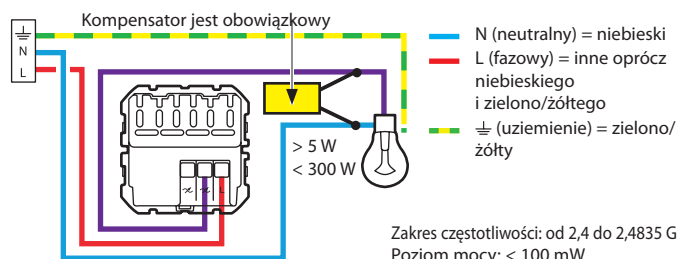 Kompensator jest obowiązkowy
N
L
> 5 W
< 300 W
L
N (neutralny) = niebieski
L (fazowy) = inne oprócz
niebieskiego
i zielono/żółtego
⏚ (uziemienie) = zielono/
żółty
Zakres częstotliwości: od 2,4 do 2,4835 G
Poziom mocy: < 100 mW